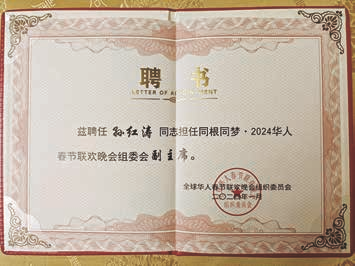 聘 书
LETTER OF APPOINTMENT
兹聘任 孙红涛 同志担任同根同梦·2024华人
春节联欢晚会组委会副主席。
全球华人春节联欢晚会组织委员会
二〇二四年一月